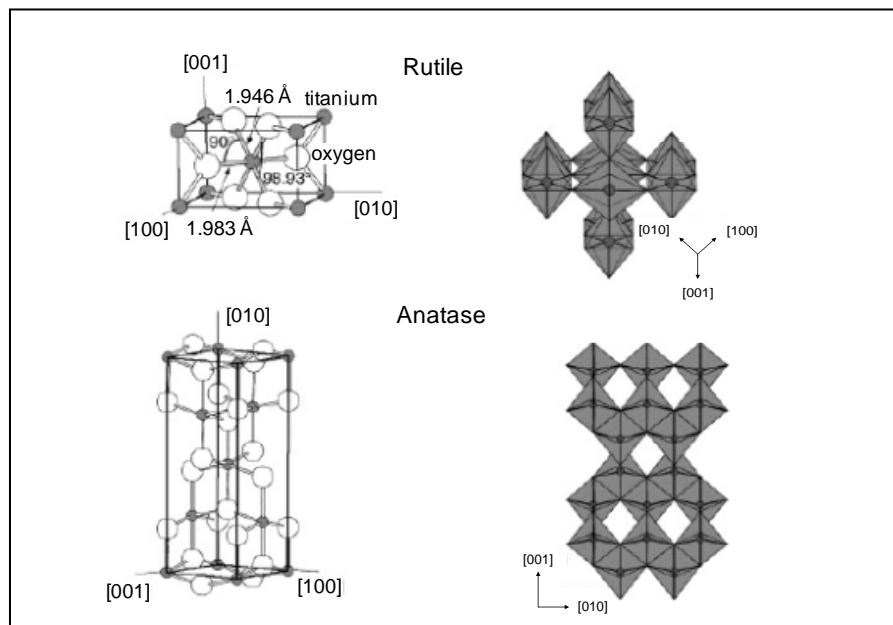 Rutile
[001]
1.946 Å
titanium
90°
oxygen
98.93°
[010]
[100]
1.983 Å
[010]
[100]
[001]
Anatase
[010]
[001]
[100]
[001]
[010]